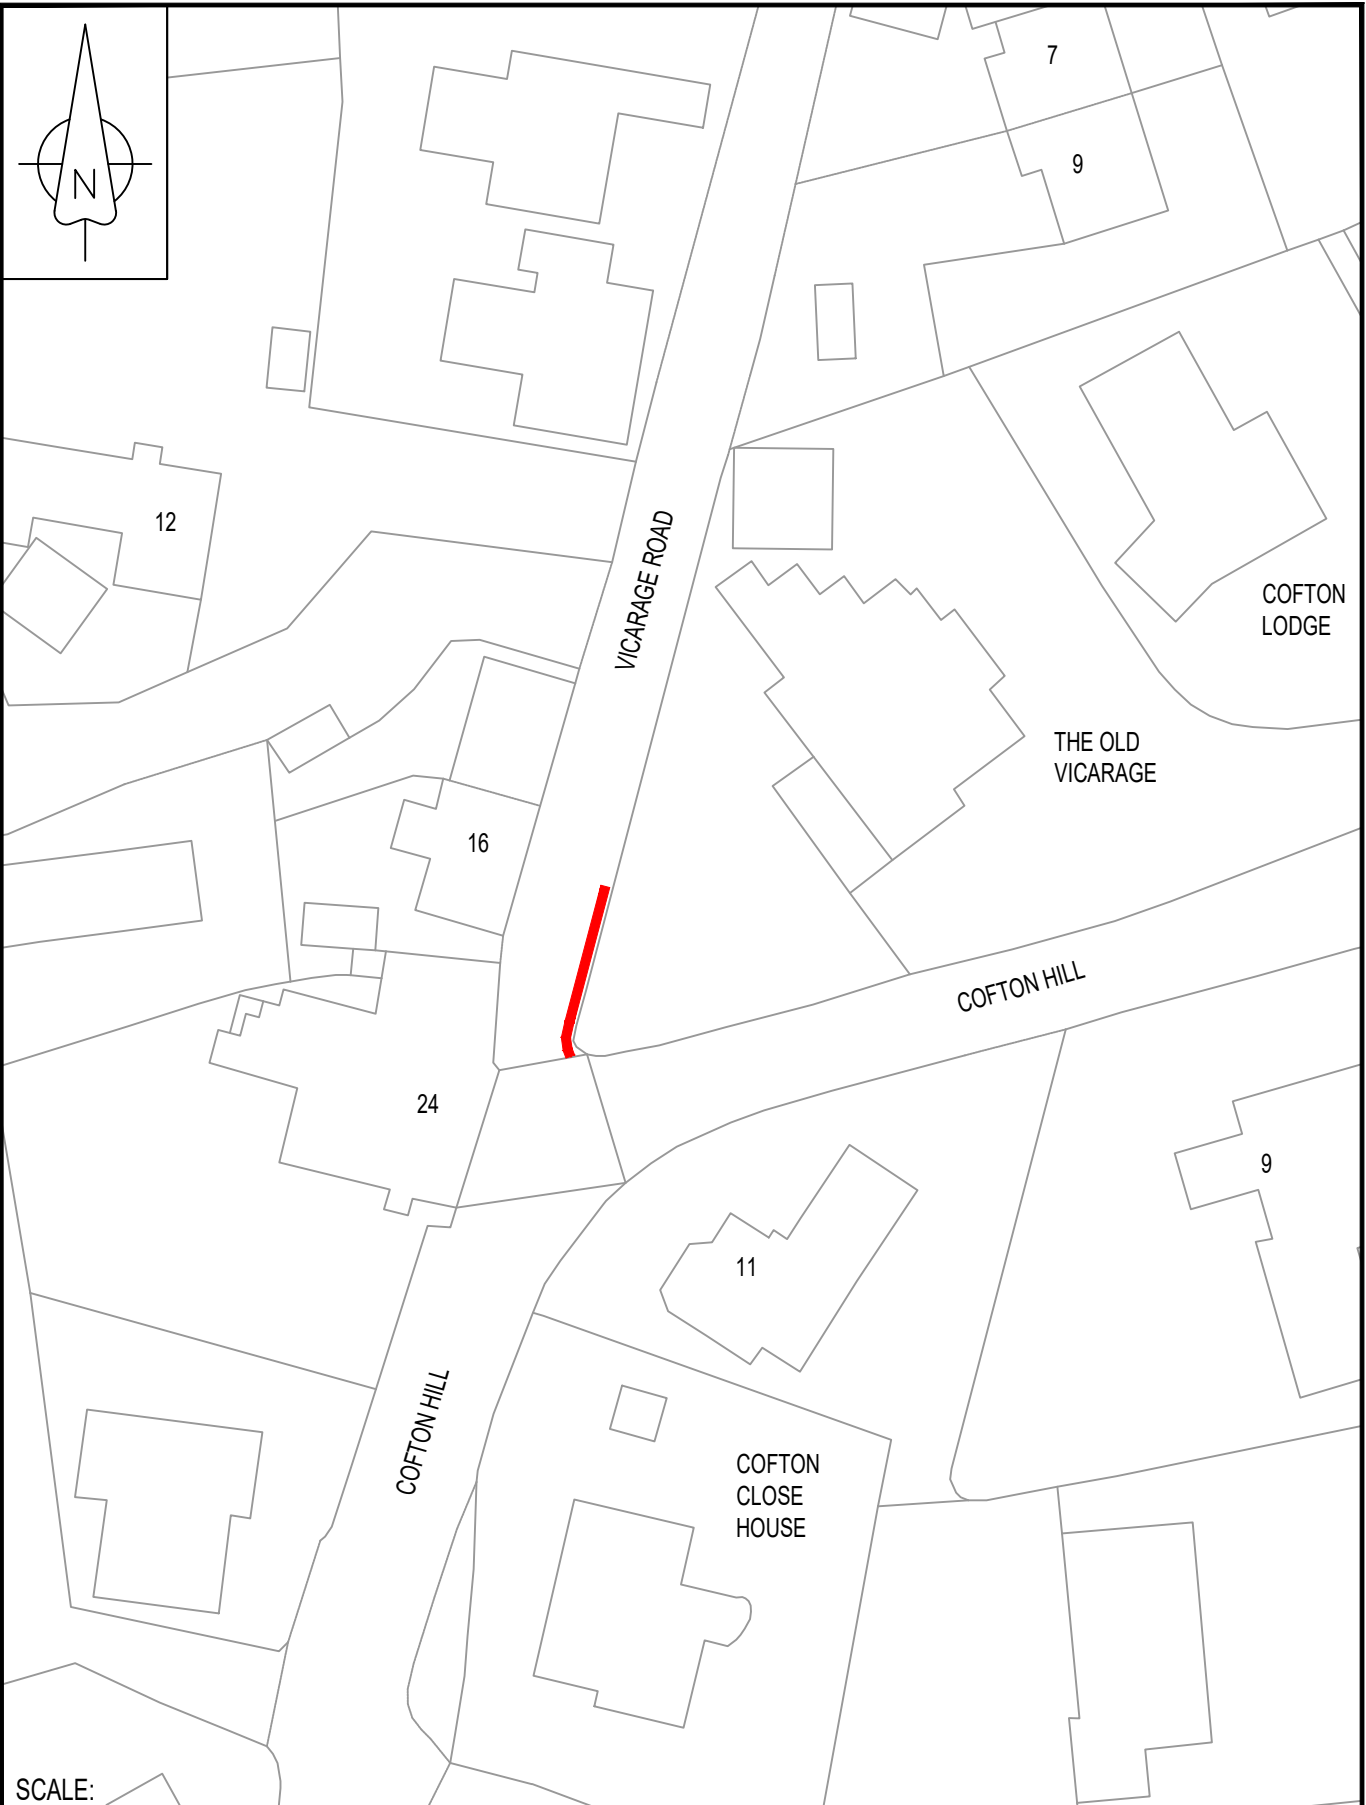 N
7
9
12
VICARAGE ROAD
COFTON
LODGE
THE OLD
VICARAGE
16
COFTON HILL
24
9
11
COFTON HILL
COFTON
CLOSE
HOUSE
SCALE: